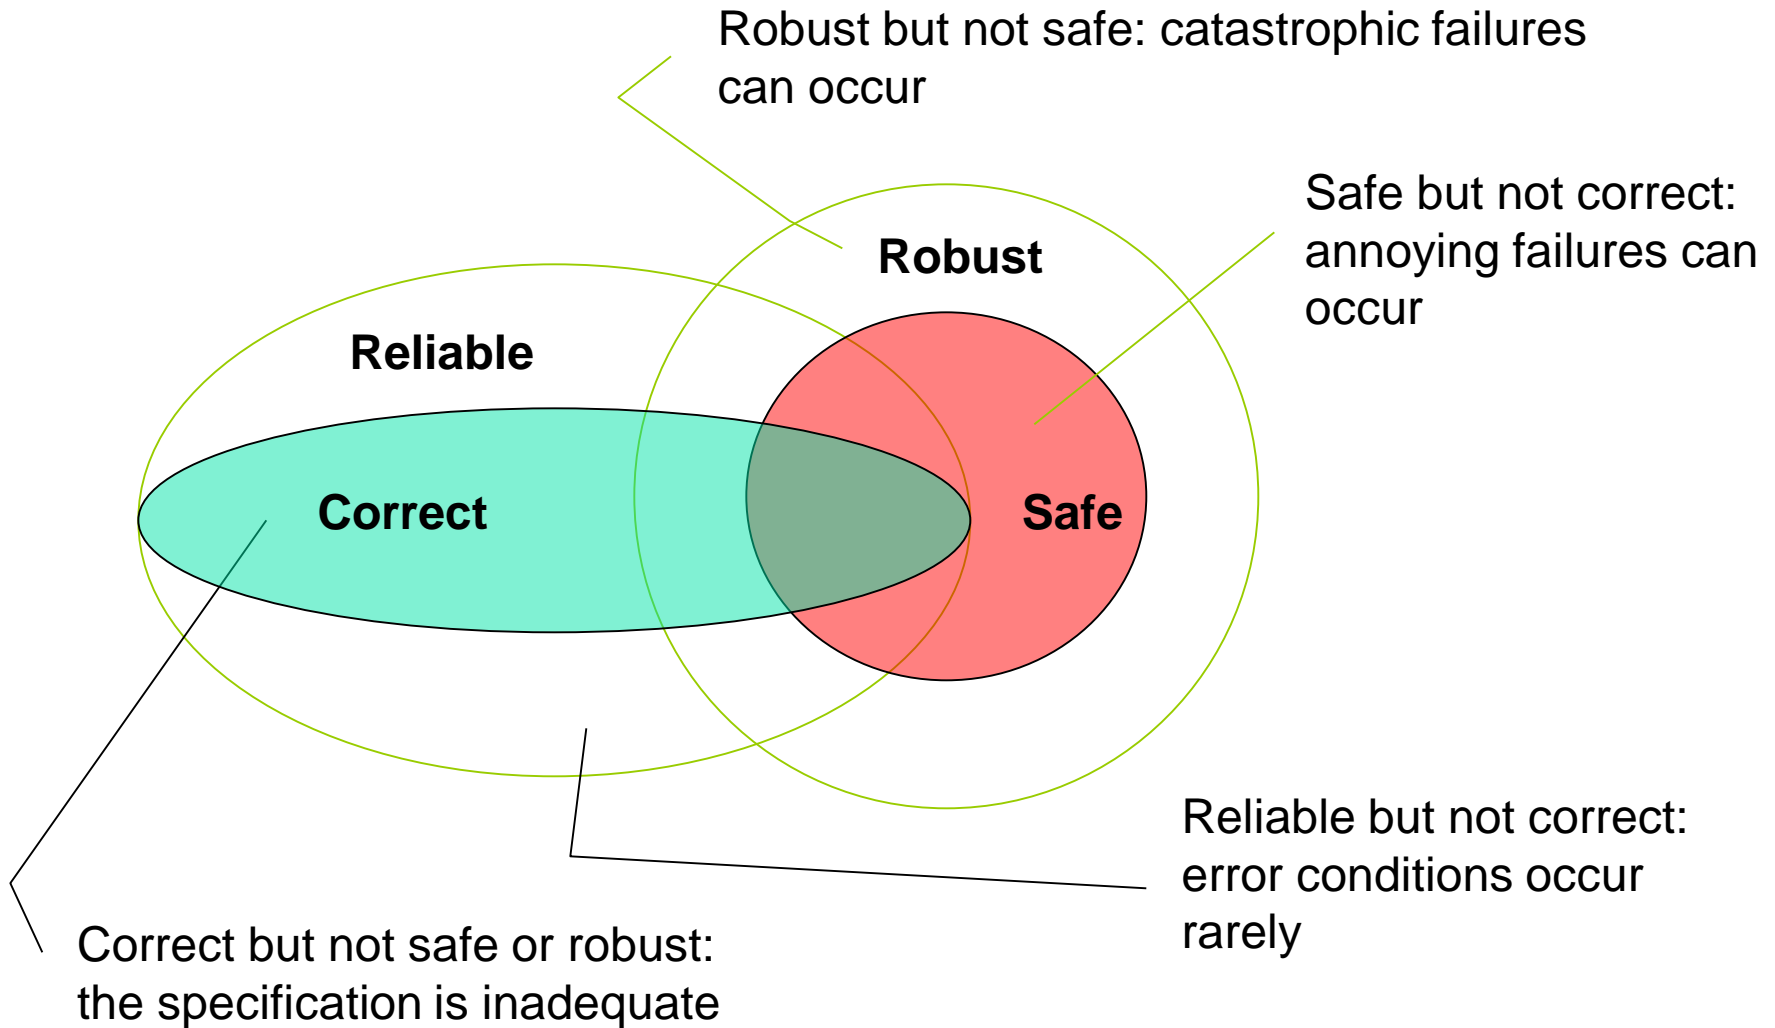 Robust but not safe: catastrophic failures
can occur
Safe but not correct:
annoying failures can
occur
Robust
Reliable
Correct
Safe
Reliable but not correct:
error conditions occur
rarely
Correct but not safe or robust:
the specification is inadequate